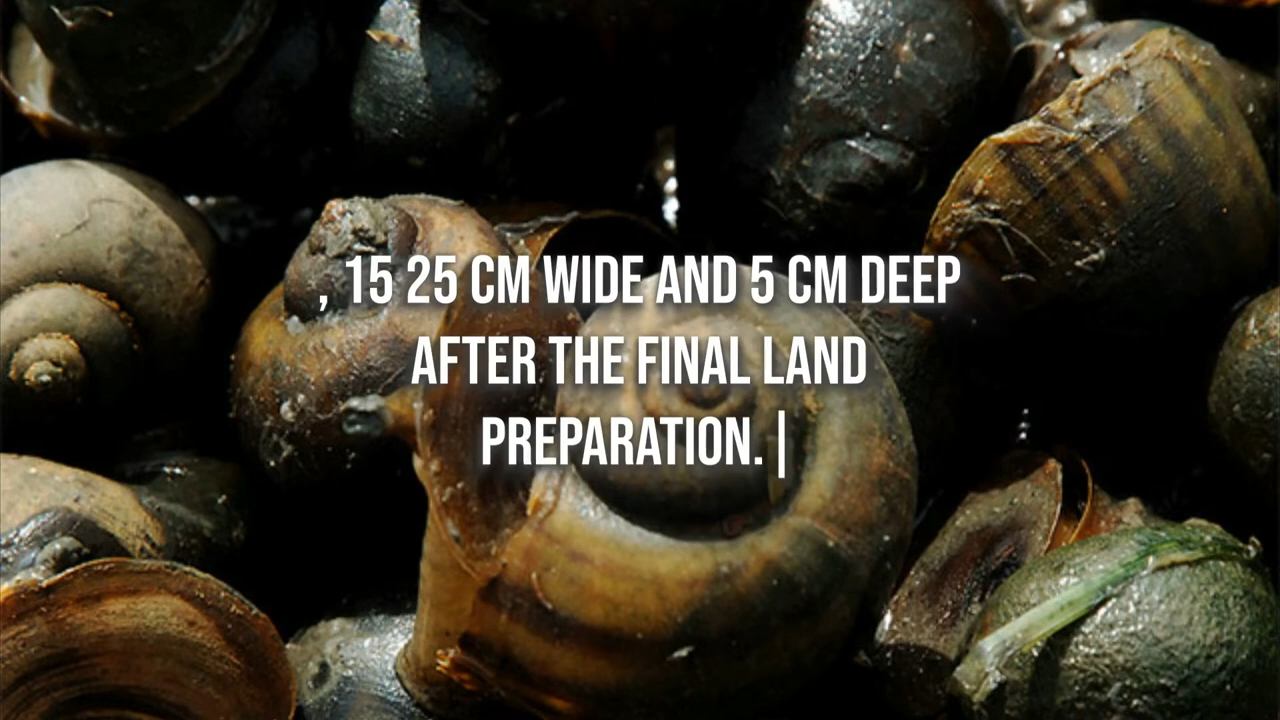 , 15 25 CM WIDE AND 5 CM DEEP
AFTER THE FINAL LAND
PREPARATION. |